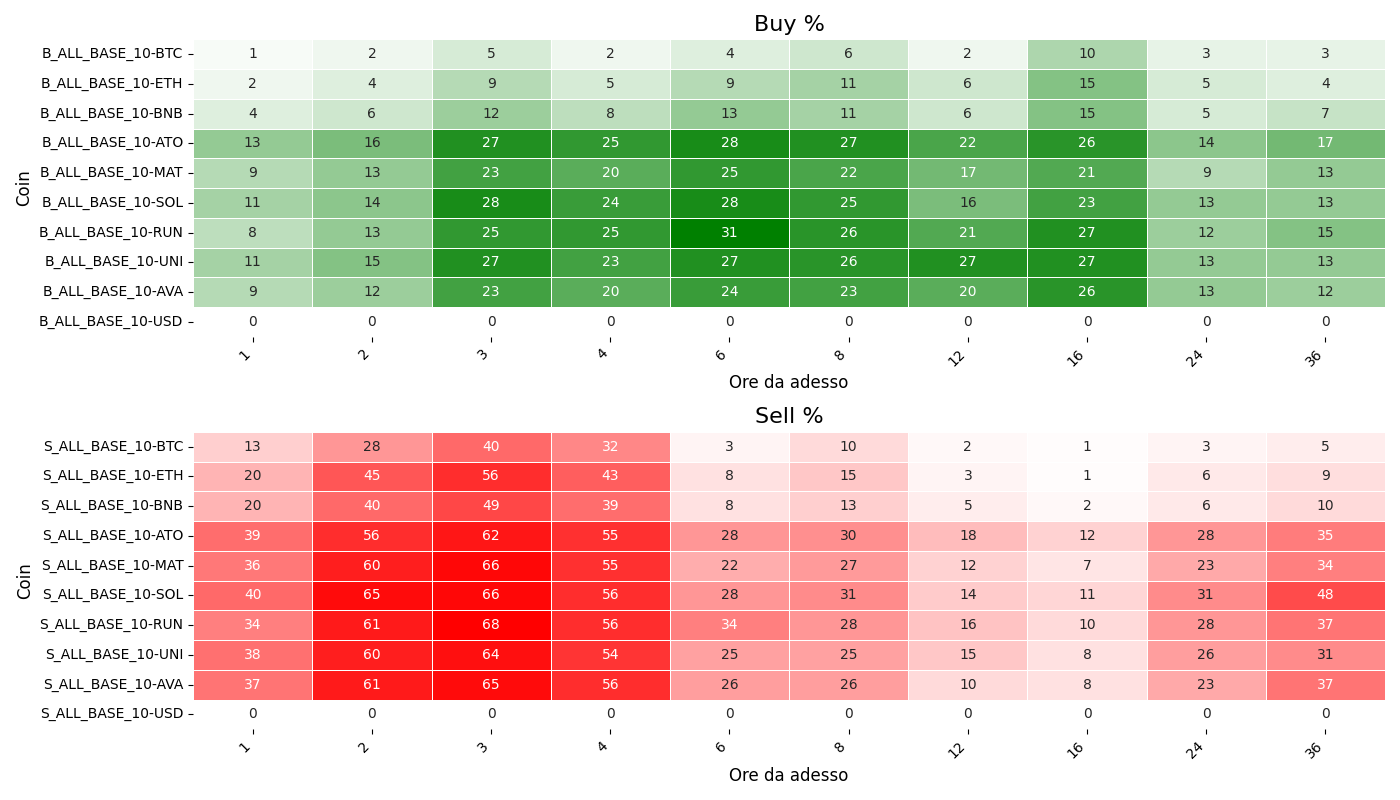 Buy %
Coin
B_ALL_BASE_10-BTC 1 2 5 2 4 6 2 10 3 3
B_ALL_BASE_10-ETH 2 4 9 5 9 11 6 15 5 4
B_ALL_BASE_10-BNB 4 6 12 8 13 11 6 15 5 7
B_ALL_BASE_10-ATO 13 16 27 25 28 27 22 26 14 17
B_ALL_BASE_10-MAT 9 13 23 20 25 22 17 21 9 13
B_ALL_BASE_10-SOL 11 14 28 24 28 25 16 23 13 13
B_ALL_BASE_10-RUN 8 13 25 25 31 26 21 27 12 15
B_ALL_BASE_10-UNI 11 15 27 23 27 26 27 27 13 13
B_ALL_BASE_10-AVA 9 12 23 20 24 23 20 26 13 12
B_ALL_BASE_10-USD 0 0 0 0 0 0 0 0 0 0
1 2 3 4 6 8 12 16 24 36
Ore da adesso
Sell %
Coin
S_ALL_BASE_10-BTC 13 28 40 32 3 10 2 1 3 5
S_ALL_BASE_10-ETH 20 45 56 43 8 15 3 1 6 9
S_ALL_BASE_10-BNB 20 40 49 39 8 13 5 2 6 10
S_ALL_BASE_10-ATO 39 56 62 55 28 30 18 12 28 35
S_ALL_BASE_10-MAT 36 60 66 55 22 27 12 7 23 34
S_ALL_BASE_10-SOL 40 65 66 56 28 31 14 11 31 48
S_ALL_BASE_10-RUN 34 61 68 56 34 28 16 10 28 37
S_ALL_BASE_10-UNI 38 60 64 54 25 25 15 8 26 31
S_ALL_BASE_10-AVA 37 61 65 56 26 26 10 8 23 37
S_ALL_BASE_10-USD 0 0 0 0 0 0 0 0 0 0
1 2 3 4 6 8 12 16 24 36
Ore da adesso